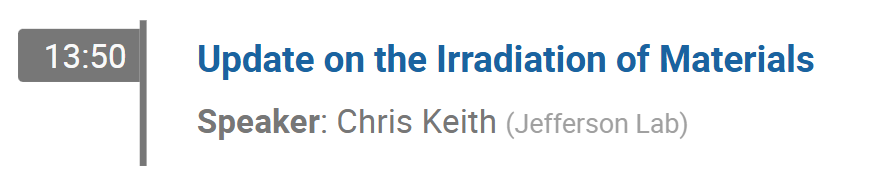 13:50
Update on the Irradiation of Materials
Speaker: Chris Keith (Jefferson Lab)